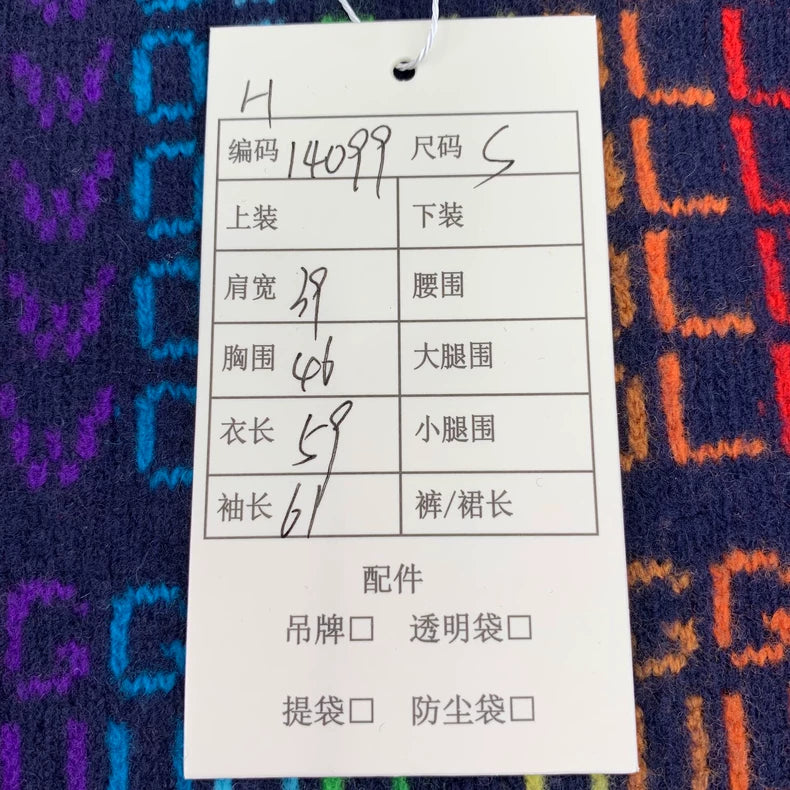 H
编码 14099 尺码 S
上装 下装
肩宽 39 腰围
胸围 46 大腿围
衣长 59 小腿围
袖长 61 裤/裙长
配件
吊牌□ 透明袋□
提袋□ 防尘袋□